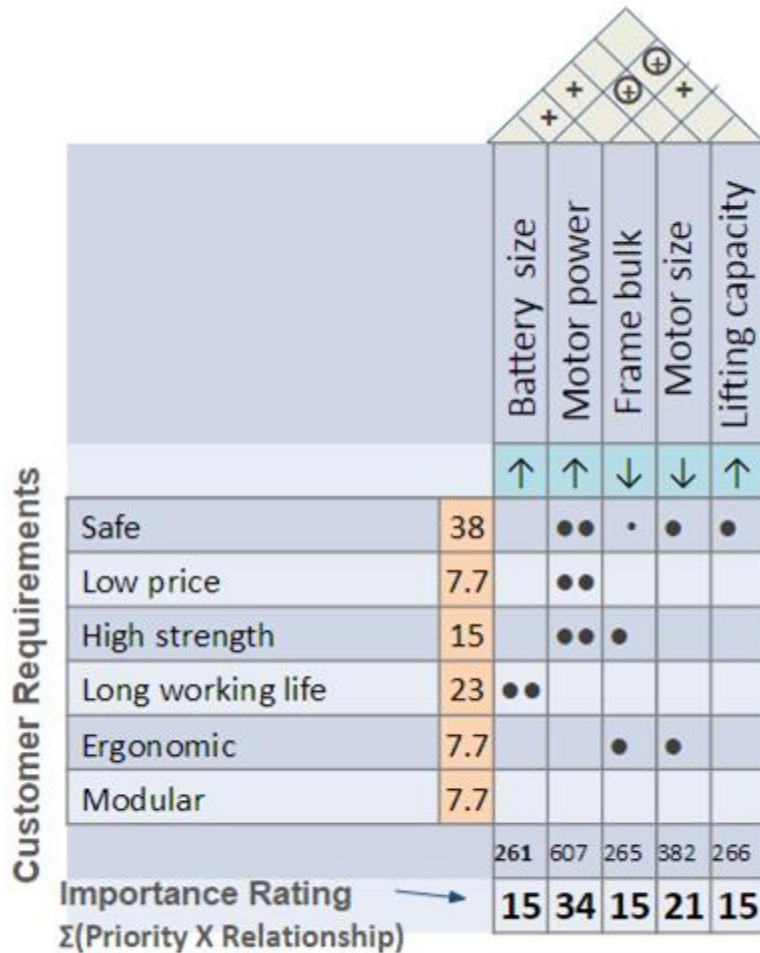 + + ⊕ ⊕ +
Battery size
Motor power
Frame bulk
Motor size
Lifting capacity
↑ ↑ ↓ ↓ ↑
Customer Requirements
Safe 38 ●● • ● ●
Low price 7.7 ●●
High strength 15 ●● ●
Long working life 23 ●●
Ergonomic 7.7 ● ●
Modular 7.7
261 607 265 382 266
Importance Rating → 15 34 15 21 15
Σ(Priority X Relationship)